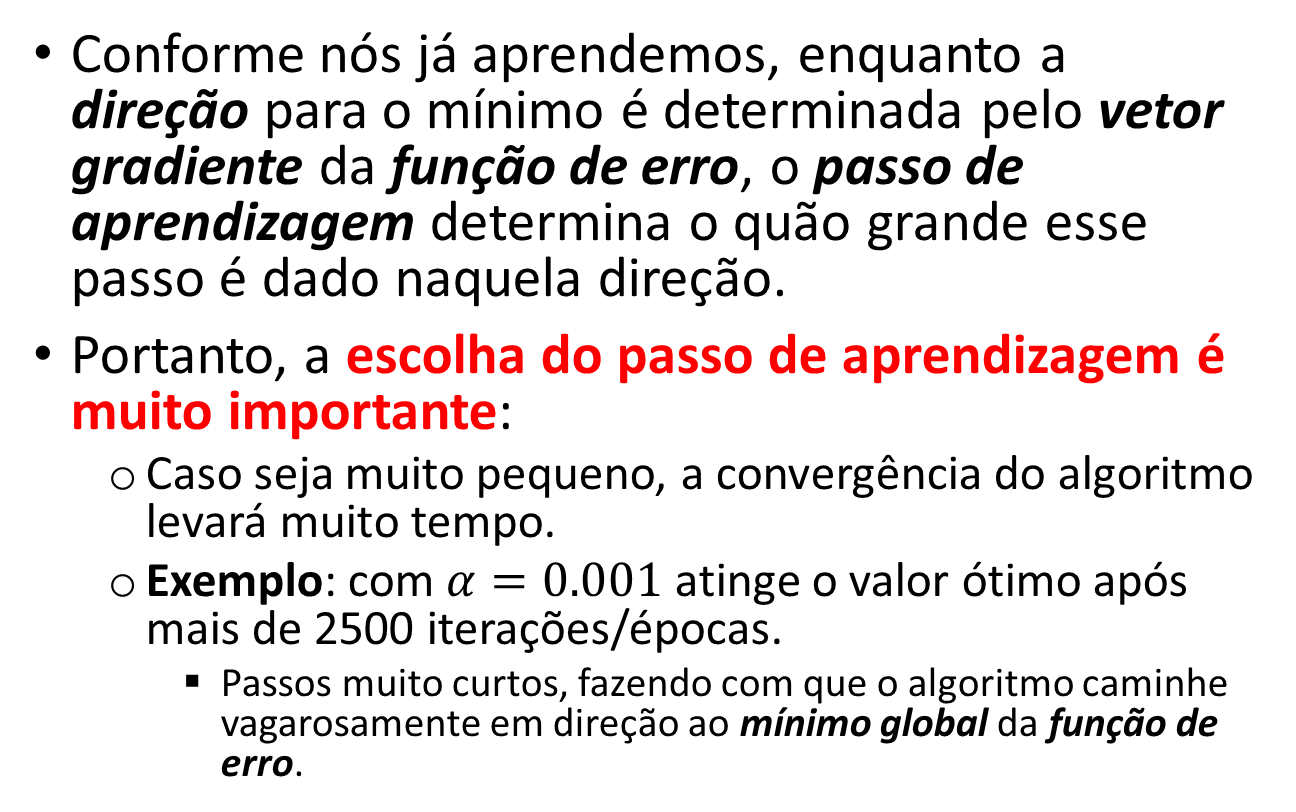 • Conforme nós já aprendemos, enquanto a
direção para o mínimo é determinada pelo vetor
gradiente da função de erro, o passo de
aprendizagem determina o quão grande esse
passo é dado naquela direção.
• Portanto, a escolha do passo de aprendizagem é
muito importante:
o Caso seja muito pequeno, a convergência do algoritmo
levará muito tempo.
o Exemplo: com α = 0.001 atinge o valor ótimo após
mais de 2500 iterações/épocas.
▪ Passos muito curtos, fazendo com que o algoritmo caminhe
vagarosamente em direção ao mínimo global da função de
erro.